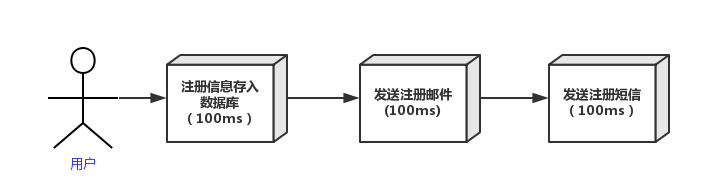 用户
注册信息存入
数据库
（100ms）
发送注册邮件
(100ms)
发送注册短信
（100ms）